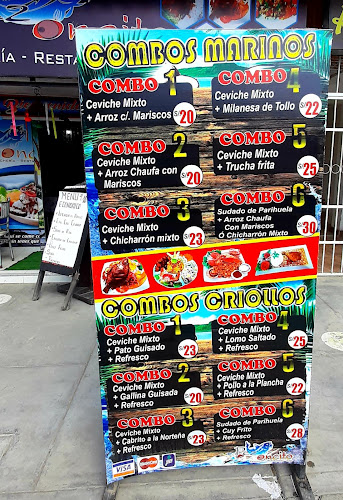 ÍA - RESTA
COMBOS MARINOS
COMBO 1
Ceviche Mixto
+ Arroz c/. Mariscos
S/ 20
COMBO 2
Ceviche Mixto
+ Arroz Chaufa con
Mariscos
S/ 20
COMBO 3
Ceviche Mixto
+ Chicharrón mixto
S/ 23
COMBO 4
Ceviche Mixto
+ Milanesa de Tollo
S/ 22
COMBO 5
Ceviche Mixto
+ Trucha frita
S/ 25
COMBO 6
Sudado de Parihuela
+ Arroz Chaufa
Con Mariscos
Ó Chicharrón Mixto
S/ 30
COMBOS CRIOLLOS
COMBO 1
Ceviche Mixto
+ Pato Guisado
+ Refresco
S/ 23
COMBO 2
Ceviche Mixto
+ Gallina Guisada
+ Refresco
S/ 20
COMBO 3
Ceviche Mixto
+ Cabrito a la Norteña
+ Refresco
S/ 23
COMBO 4
Ceviche Mixto
+ Lomo Saltado
+ Refresco
S/ 25
COMBO 5
Ceviche Mixto
+ Pollo a la Plancha
+ Refresco
S/ 22
COMBO 6
Sudado de Parihuela
+ Cuy Frito
+ Refresco
S/ 28
VISA
MasterCard
MENU